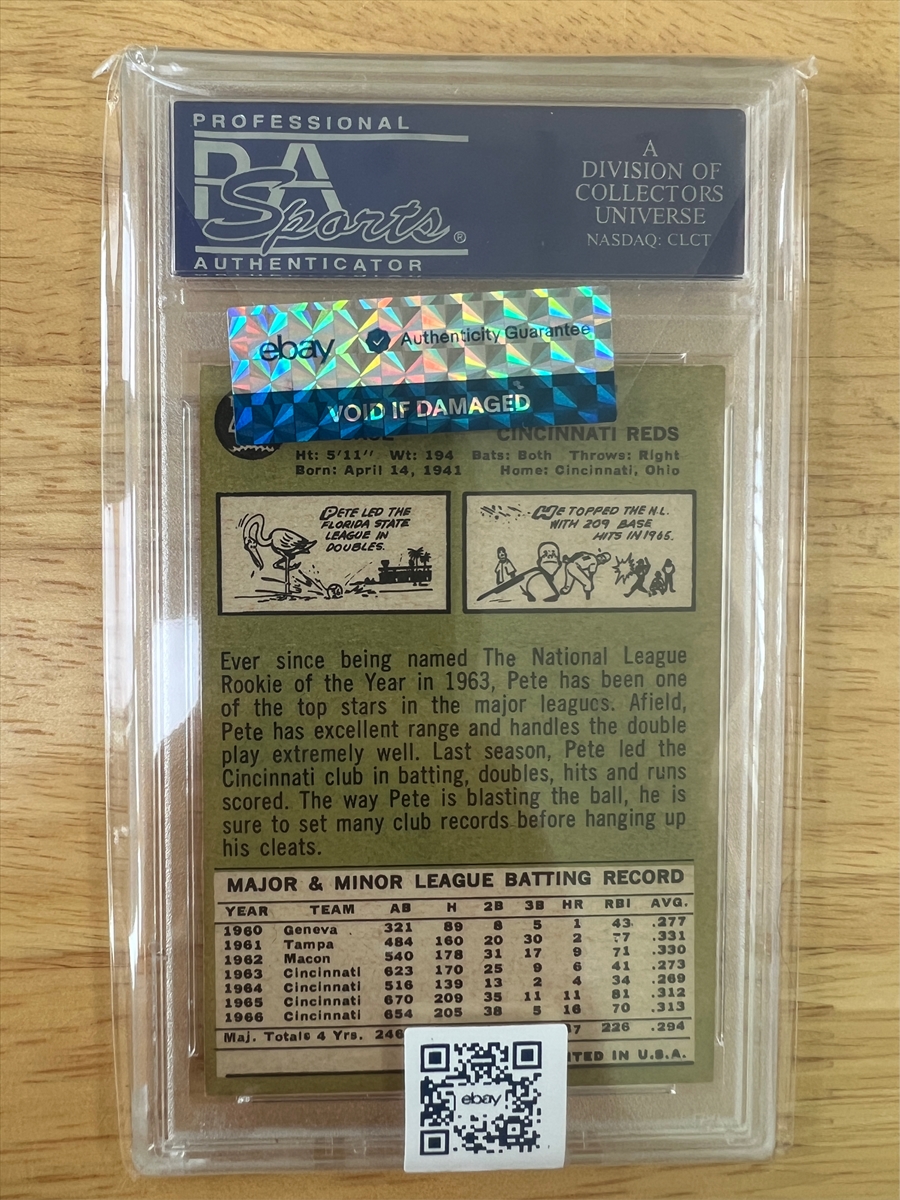 PROFESSIONAL
PSA
Sports®
AUTHENTICATOR
A
DIVISION OF
COLLECTORS
UNIVERSE
NASDAQ: CLCT
ebay Authenticity Guarantee
VOID IF DAMAGED
CINCINNATI REDS
Ht: 5'11" Wt: 194 Bats: Both Throws: Right
Born: April 14, 1941 Home: Cincinnati, Ohio
PETE LED THE
FLORIDA STATE
LEAGUE IN
DOUBLES.
HE TOPPED THE N.L.
WITH 209 BASE
HITS IN 1965.
Ever since being named The National League
Rookie of the Year in 1963, Pete has been one
of the top stars in the major leagues. Afield,
Pete has excellent range and handles the double
play extremely well. Last season, Pete led the
Cincinnati club in batting, doubles, hits and runs
scored. The way Pete is blasting the ball, he is
sure to set many club records before hanging up
his cleats.
MAJOR & MINOR LEAGUE BATTING RECORD
YEAR TEAM AB H 2B 3B HR RBI AVG.
1960 Geneva 321 89 8 5 1 43 .277
1961 Tampa 484 160 20 30 2 77 .331
1962 Macon 540 178 31 17 9 71 .330
1963 Cincinnati 623 170 25 9 6 41 .273
1964 Cincinnati 516 139 13 2 4 34 .269
1965 Cincinnati 670 209 35 11 11 81 .312
1966 Cincinnati 654 205 38 5 16 70 .313
Maj. Totals 4 Yrs. 246 7 226 .294
TED IN U.S.A.
ebay